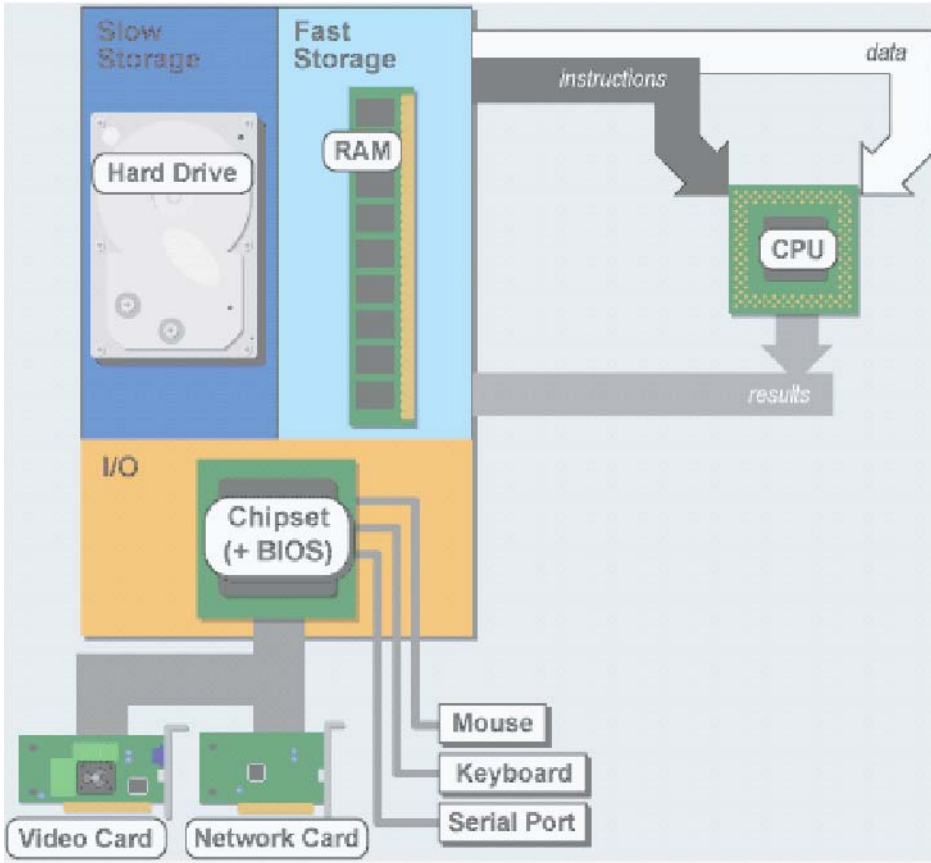 Slow
Storage
Fast
Storage
data
instructions
RAM
Hard Drive
CPU
results
I/O
Chipset
(+ BIOS)
Mouse
Keyboard
Serial Port
Video Card
Network Card